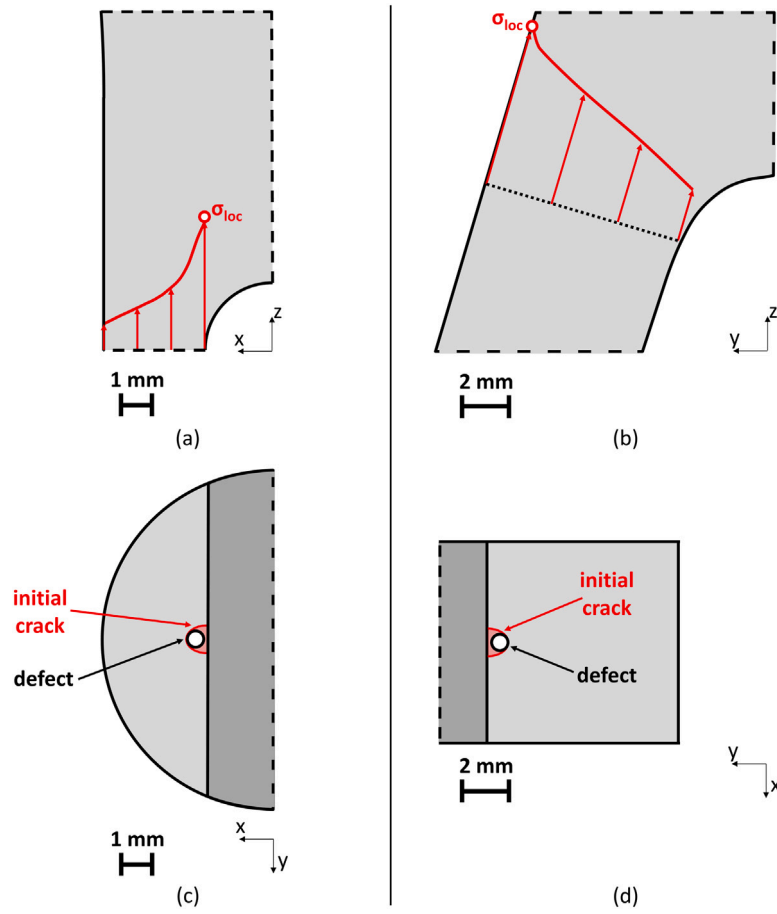 σloc
z
x
1 mm
(a)
σloc
z
y
2 mm
(b)
initial
crack
defect
x
y
1 mm
(c)
initial
crack
defect
y
x
2 mm
(d)